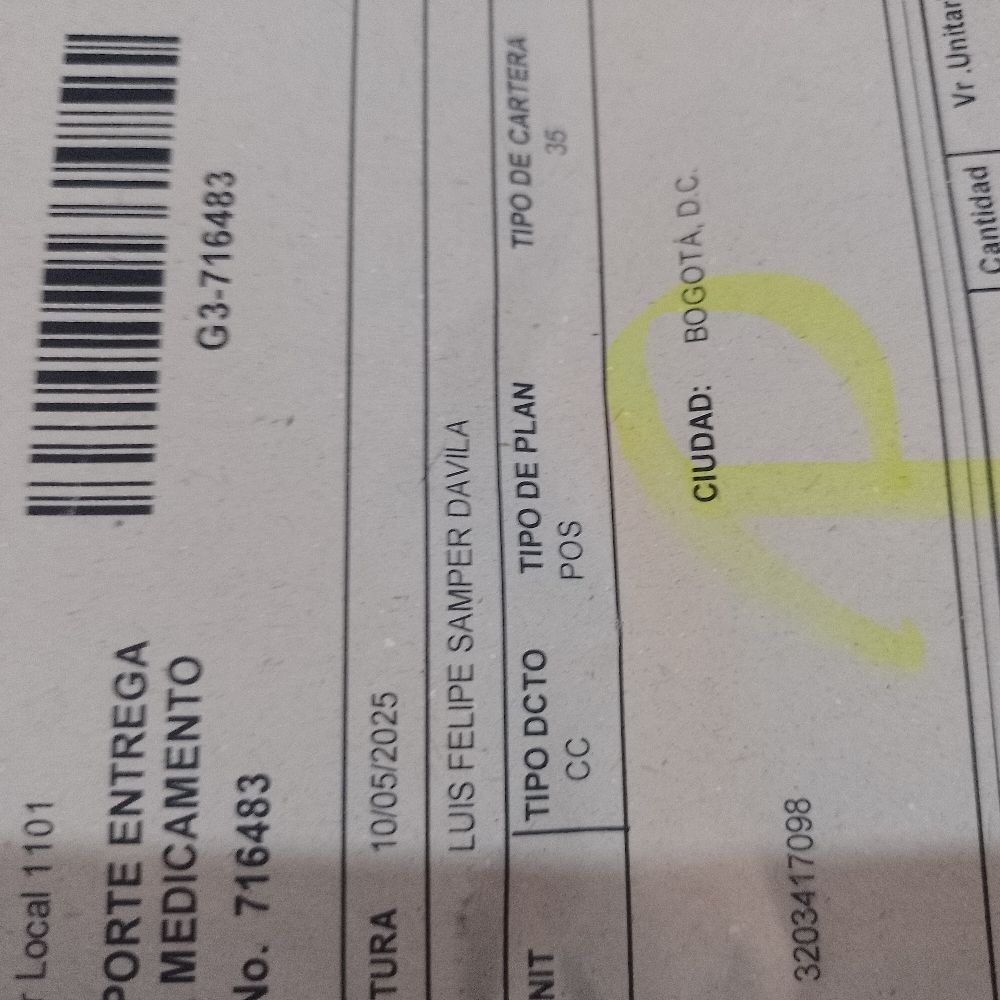 Local 1101
PORTE ENTREGA
MEDICAMENTO
No. 716483
G3-716483
TURA 10/05/2025
LUIS FELIPE SAMPER DAVILA
NIT TIPO DCTO TIPO DE PLAN TIPO DE CARTERA
CC POS 35
CIUDAD: BOGOTÁ, D.C.
3203417098
Cantidad Vr.Unitar